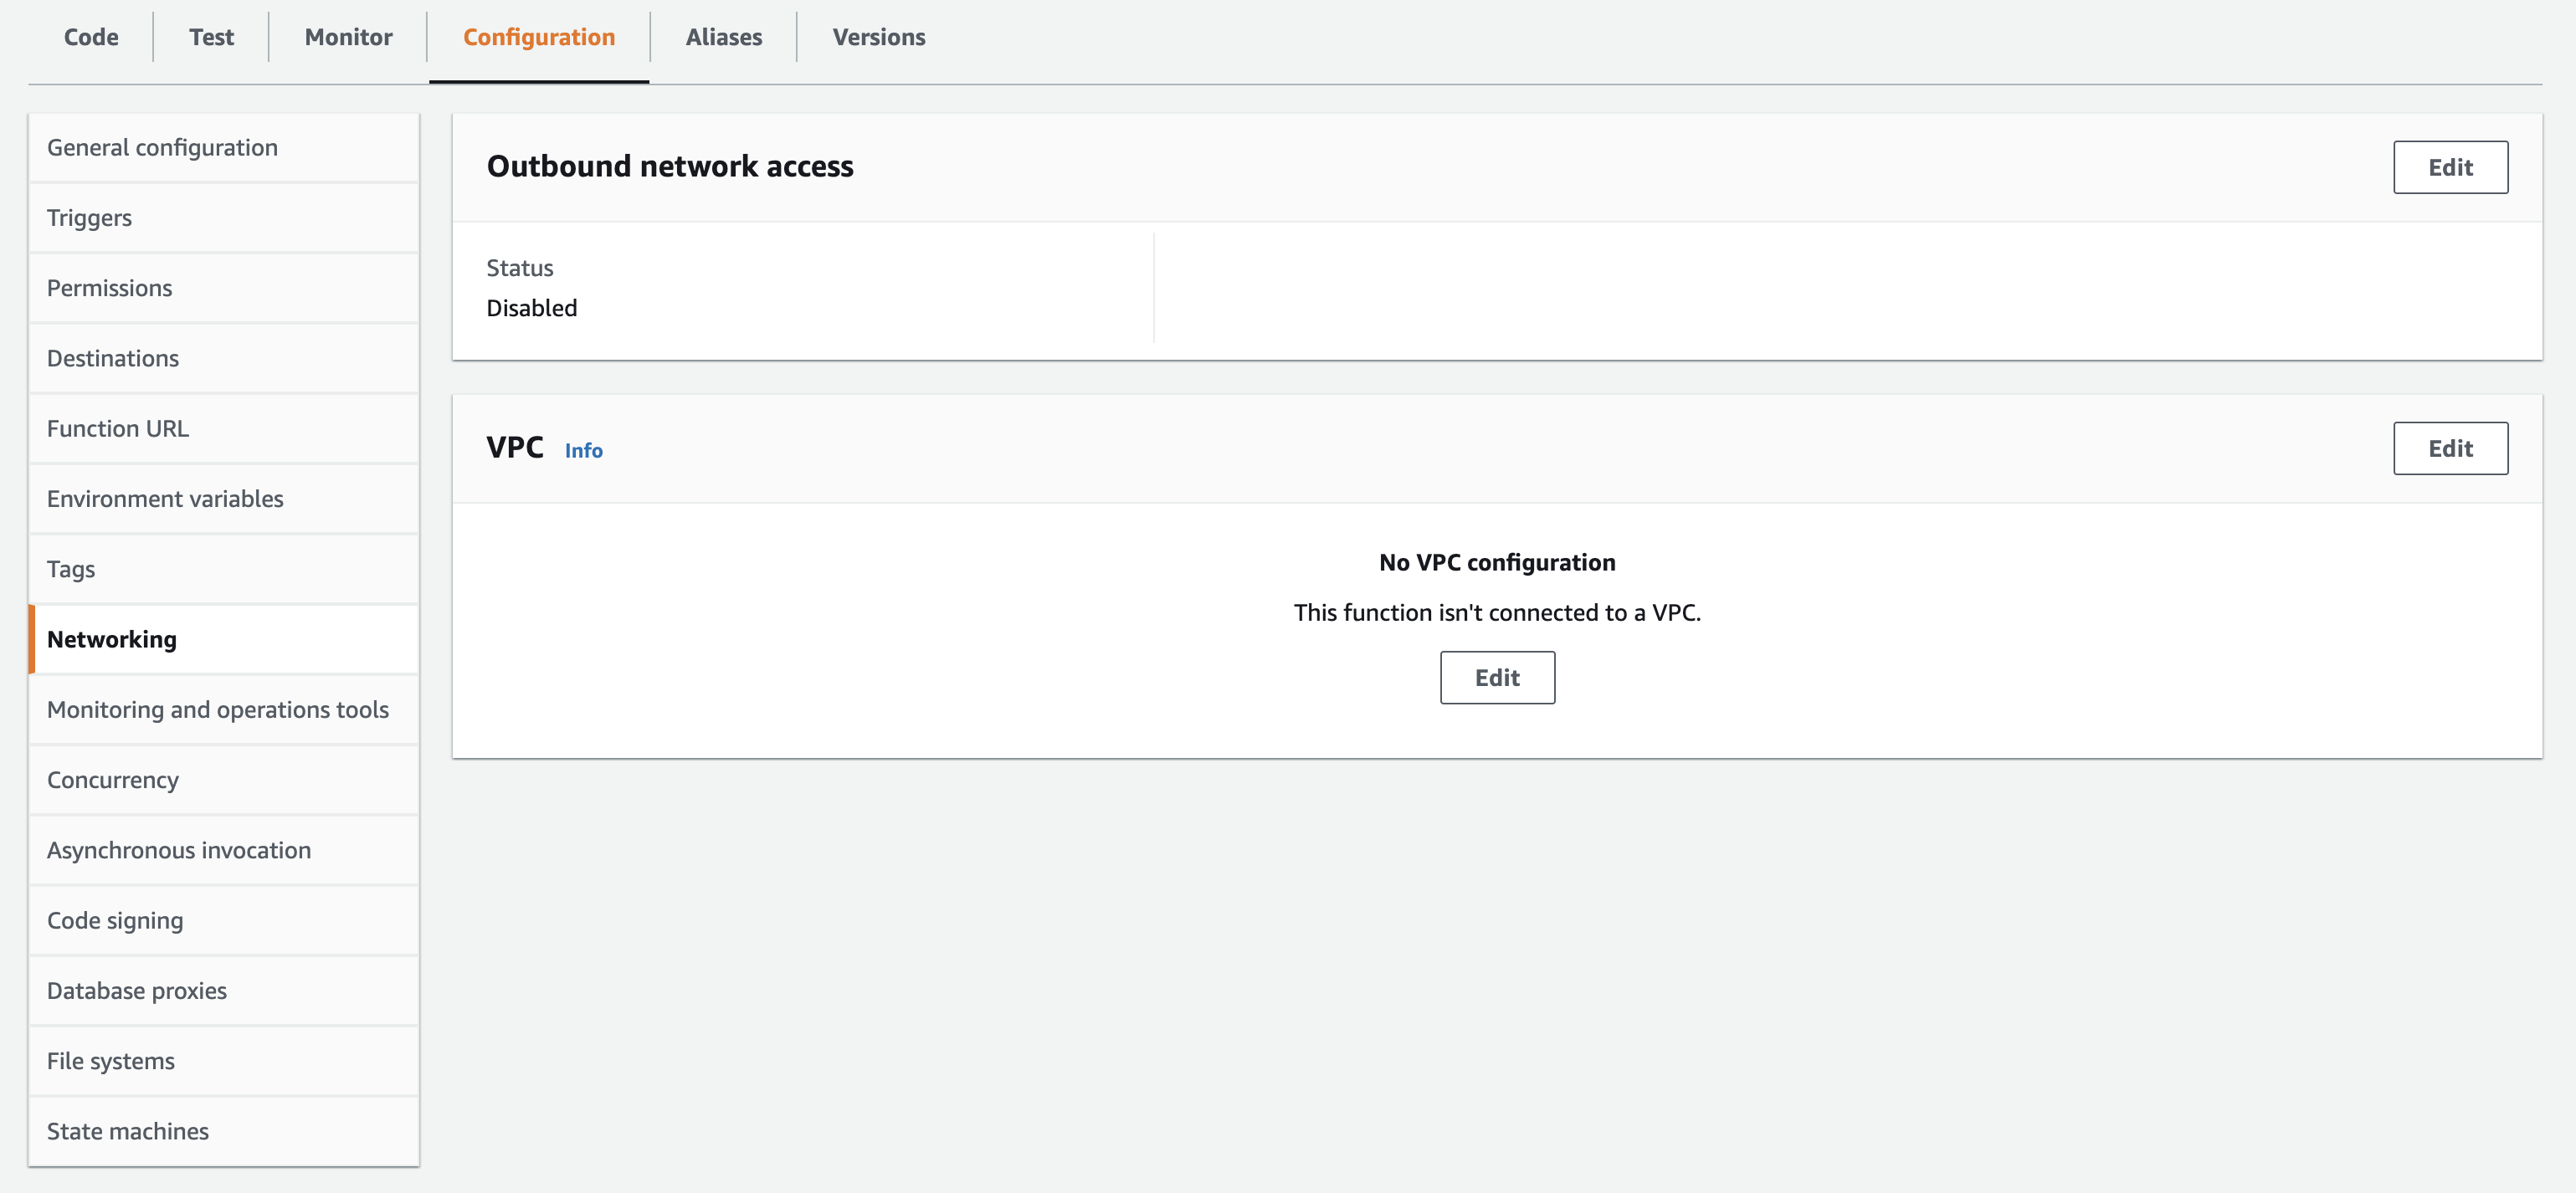 Code
Test
Monitor
Configuration
Aliases
Versions
General configuration
Triggers
Permissions
Destinations
Function URL
Environment variables
Tags
Networking
Monitoring and operations tools
Concurrency
Asynchronous invocation
Code signing
Database proxies
File systems
State machines
Outbound network access
Edit
Status
Disabled
VPC Info
Edit
No VPC configuration
This function isn't connected to a VPC.
Edit